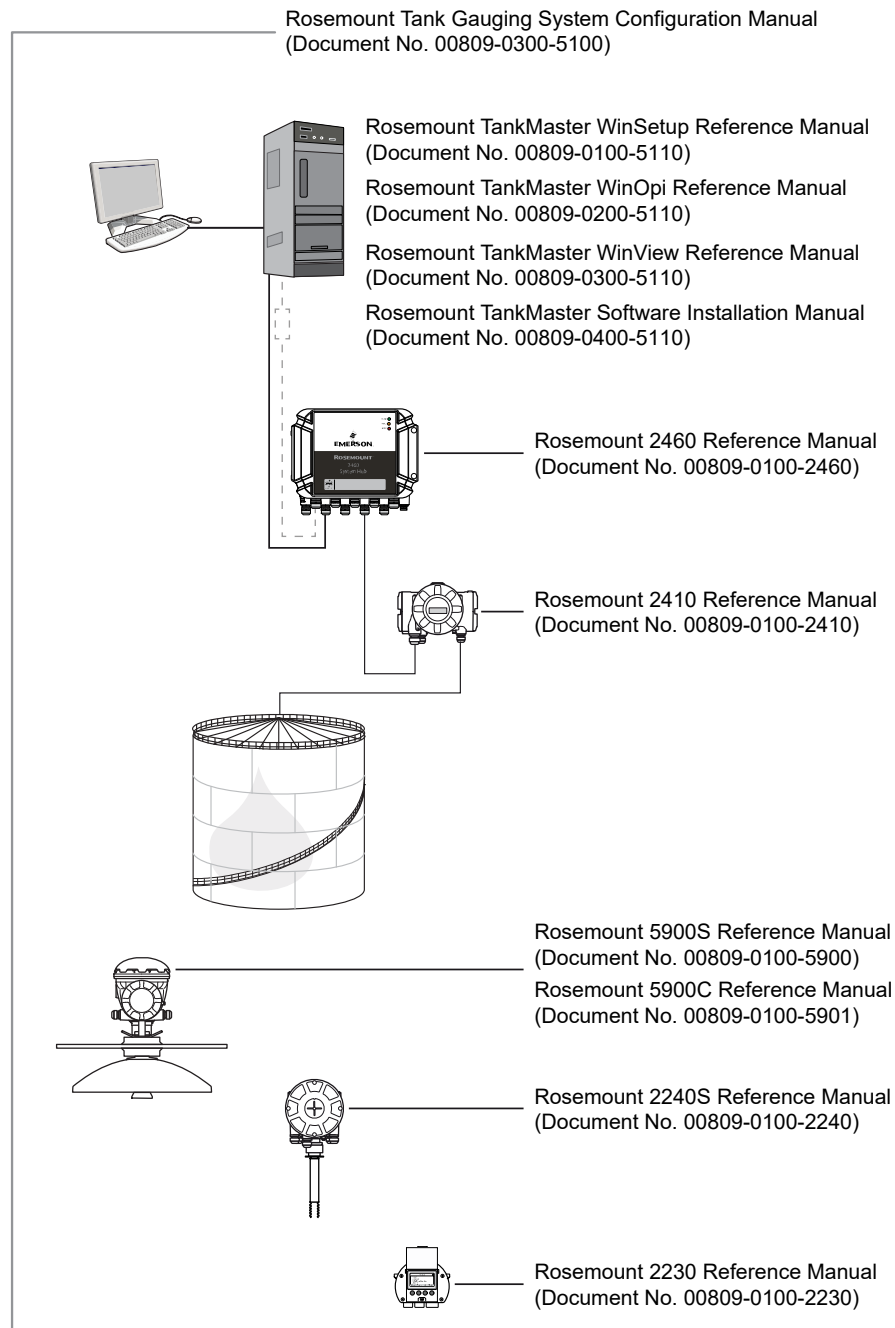 Rosemount Tank Gauging System Configuration Manual
(Document No. 00809-0300-5100)
Rosemount TankMaster WinSetup Reference Manual
(Document No. 00809-0100-5110)
Rosemount TankMaster WinOpi Reference Manual
(Document No. 00809-0200-5110)
Rosemount TankMaster WinView Reference Manual
(Document No. 00809-0300-5110)
Rosemount TankMaster Software Installation Manual
(Document No. 00809-0400-5110)
EMERSON
ROSEMOUNT
2460
System Hub
Rosemount 2460 Reference Manual
(Document No. 00809-0100-2460)
Rosemount 2410 Reference Manual
(Document No. 00809-0100-2410)
Rosemount 5900S Reference Manual
(Document No. 00809-0100-5900)
Rosemount 5900C Reference Manual
(Document No. 00809-0100-5901)
Rosemount 2240S Reference Manual
(Document No. 00809-0100-2240)
Rosemount 2230 Reference Manual
(Document No. 00809-0100-2230)